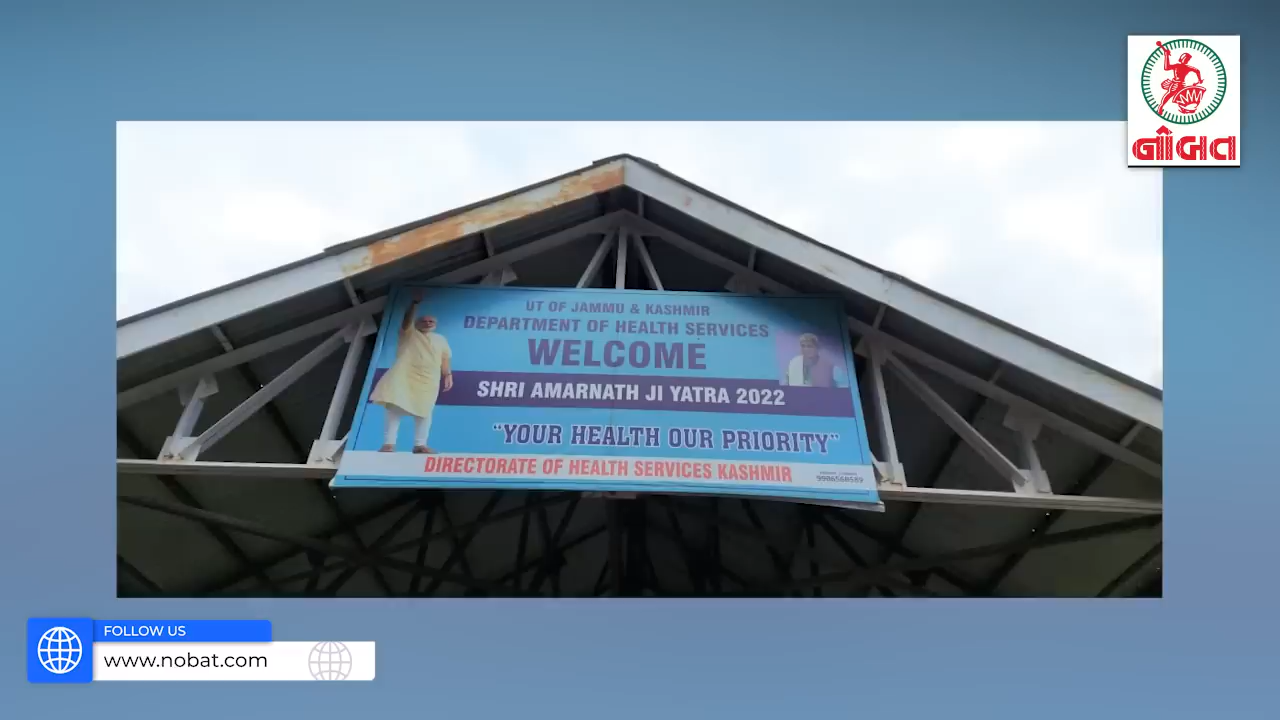 નોબત
UT OF JAMMU & KASHMIR
DEPARTMENT OF HEALTH SERVICES
WELCOME
SHRI AMARNATH JI YATRA 2022
"YOUR HEALTH OUR PRIORITY"
DIRECTORATE OF HEALTH SERVICES KASHMIR
9906560589
FOLLOW US
www.nobat.com